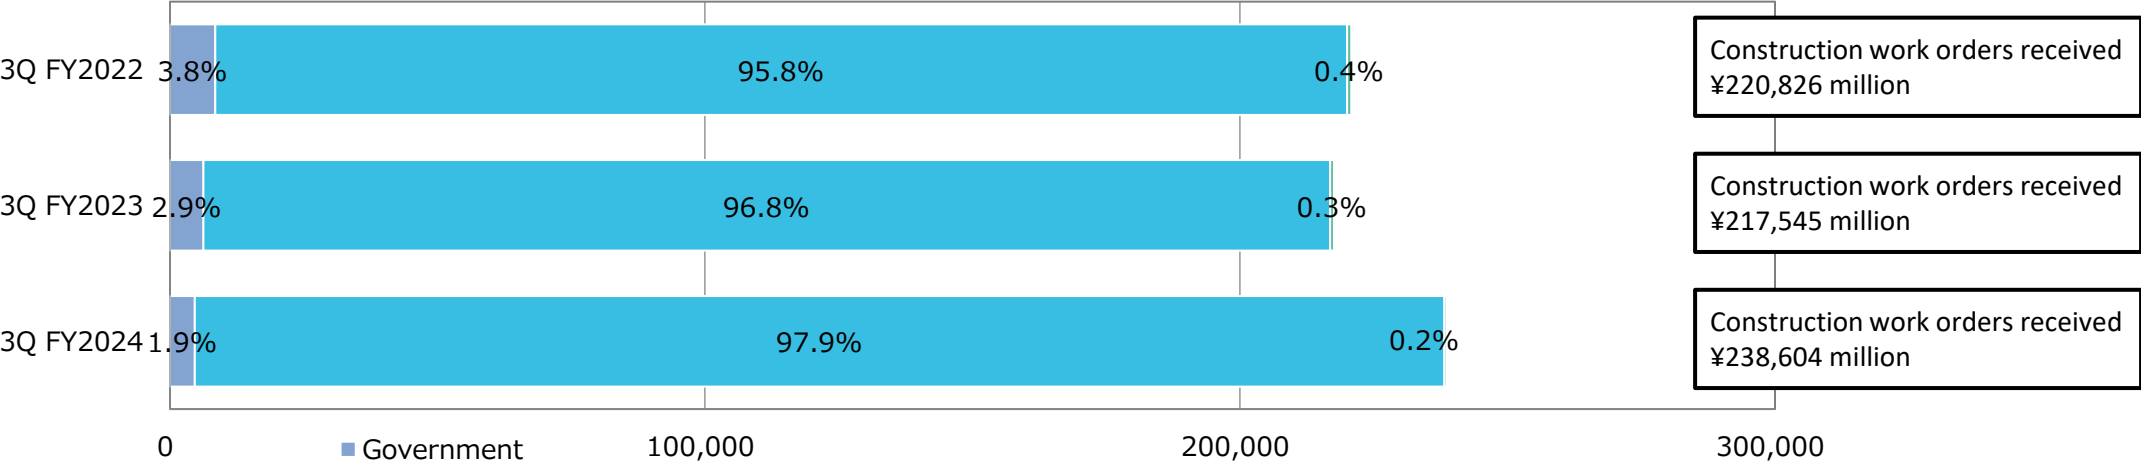 3Q FY2022 3.8% 95.8% 0.4%
Construction work orders received
¥220,826 million
3Q FY2023 2.9% 96.8% 0.3%
Construction work orders received
¥217,545 million
3Q FY2024 1.9% 97.9% 0.2%
Construction work orders received
¥238,604 million
0 100,000 200,000 300,000
Government